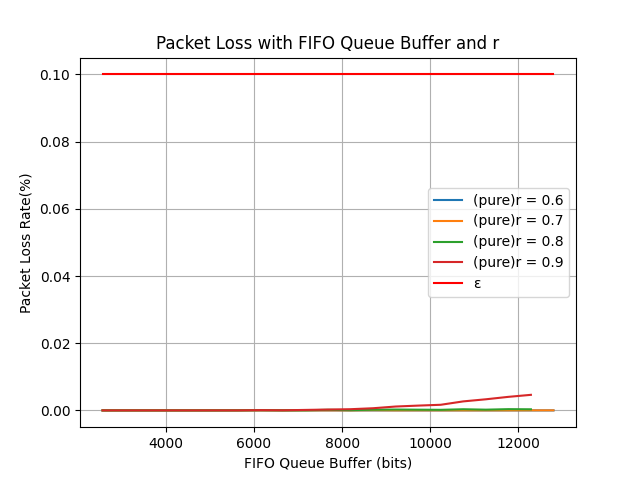 Packet Loss with FIFO Queue Buffer and r
0.10
0.08
0.06
0.04
0.02
0.00
Packet Loss Rate(%)
(pure)r = 0.6
(pure)r = 0.7
(pure)r = 0.8
(pure)r = 0.9
ε
4000 6000 8000 10000 12000
FIFO Queue Buffer (bits)